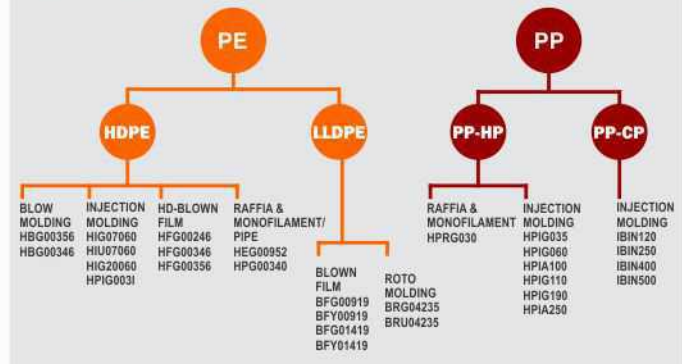 PE
PP
HDPE
LLDPE
PP-HP
PP-CP
BLOW
MOLDING
HBG00356
HBG00346
INJECTION
MOLDING
HIG07060
HIU07060
HIG20060
HPIG003I
HD-BLOWN
FILM
HFG00246
HFG00346
HFG00356
RAFFIA &
MONOFILAMENT/
PIPE
HEG00952
HPG00340
BLOWN
FILM
BFG00919
BFY00919
BFG01419
BFY01419
ROTO
MOLDING
BRG04235
BRU04235
RAFFIA &
MONOFILAMENT
HPRG030
INJECTION
MOLDING
HPIG035
HPIG060
HPIA100
HPIG110
HPIG190
HPIA250
INJECTION
MOLDING
IBIN120
IBIN250
IBIN400
IBIN500